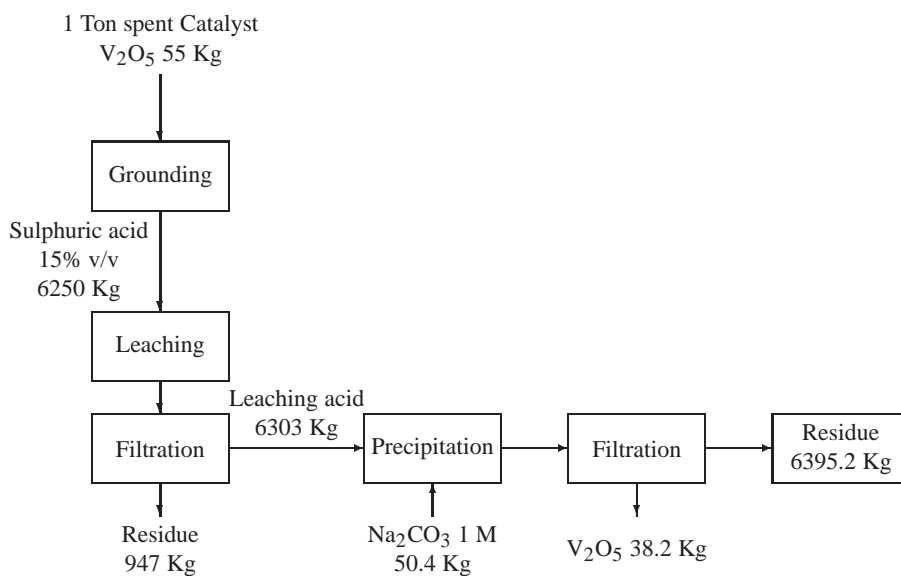 1 Ton spent Catalyst
V₂O₅ 55 Kg
Grounding
Sulphuric acid
15% v/v
6250 Kg
Leaching
Filtration
Leaching acid
6303 Kg
Precipitation
Filtration
Residue
6395.2 Kg
Residue
947 Kg
Na₂CO₃ 1 M
50.4 Kg
V₂O₅ 38.2 Kg